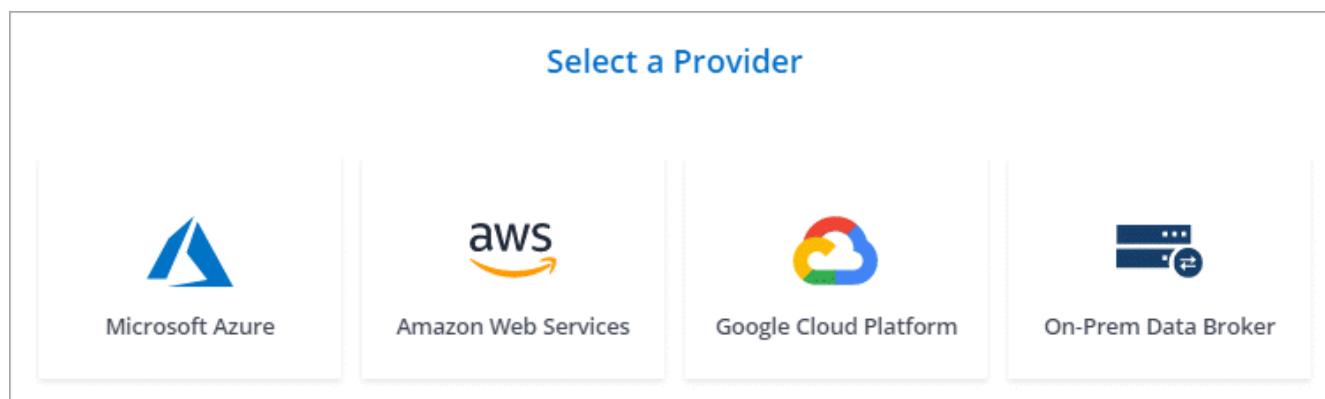 Select a Provider
aws
Microsoft Azure
Amazon Web Services
Google Cloud Platform
On-Prem Data Broker